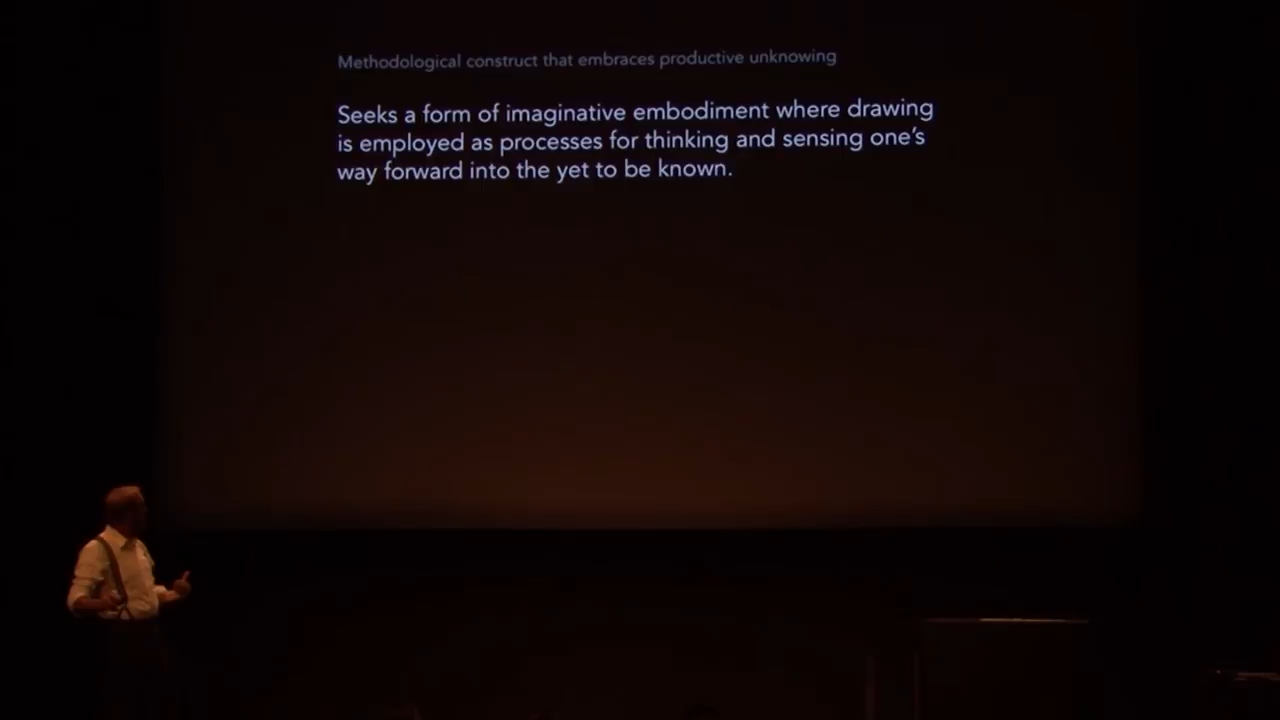 Methodological construct that embraces productive unknowing
Seeks a form of imaginative embodiment where drawing
is employed as processes for thinking and sensing one’s
way forward into the yet to be known.